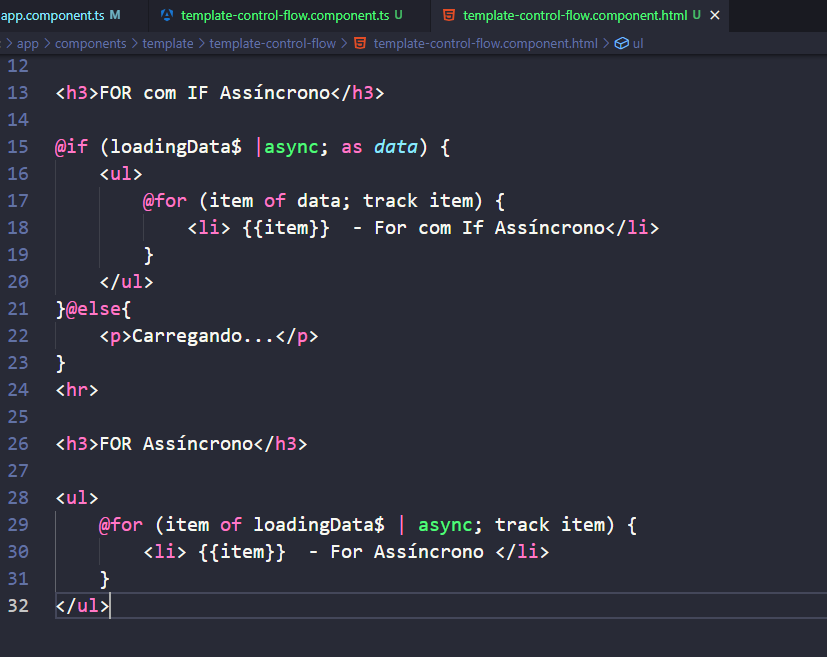 app.component.ts M template-control-flow.component.ts U template-control-flow.component.html U
> app > components > template > template-control-flow > template-control-flow.component.html > ul
12
13 <h3>FOR com IF Assíncrono</h3>
14
15 @if (loadingData$ |async; as data) {
16 <ul>
17 @for (item of data; track item) {
18 <li> {{item}}  - For com If Assíncrono</li>
19 }
20 </ul>
21 }@else{
22 <p>Carregando...</p>
23 }
24 <hr>
25
26 <h3>FOR Assíncrono</h3>
27
28 <ul>
29 @for (item of loadingData$ | async; track item) {
30 <li> {{item}}  - For Assíncrono </li>
31 }
32 </ul>